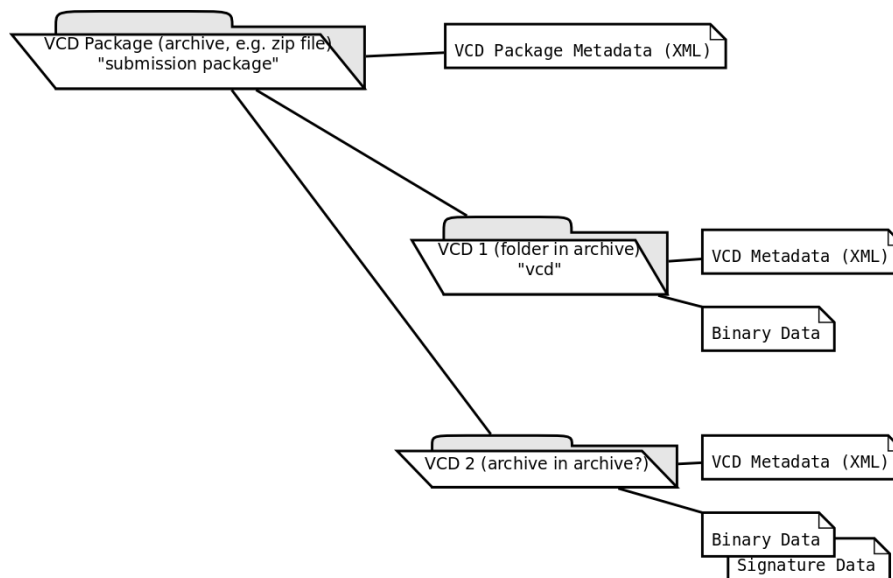 VCD Package (archive, e.g. zip file)
"submission package"
VCD Package Metadata (XML)
VCD 1 (folder in archive)
"vcd"
VCD Metadata (XML)
Binary Data
VCD 2 (archive in archive?)
VCD Metadata (XML)
Binary Data
Signature Data